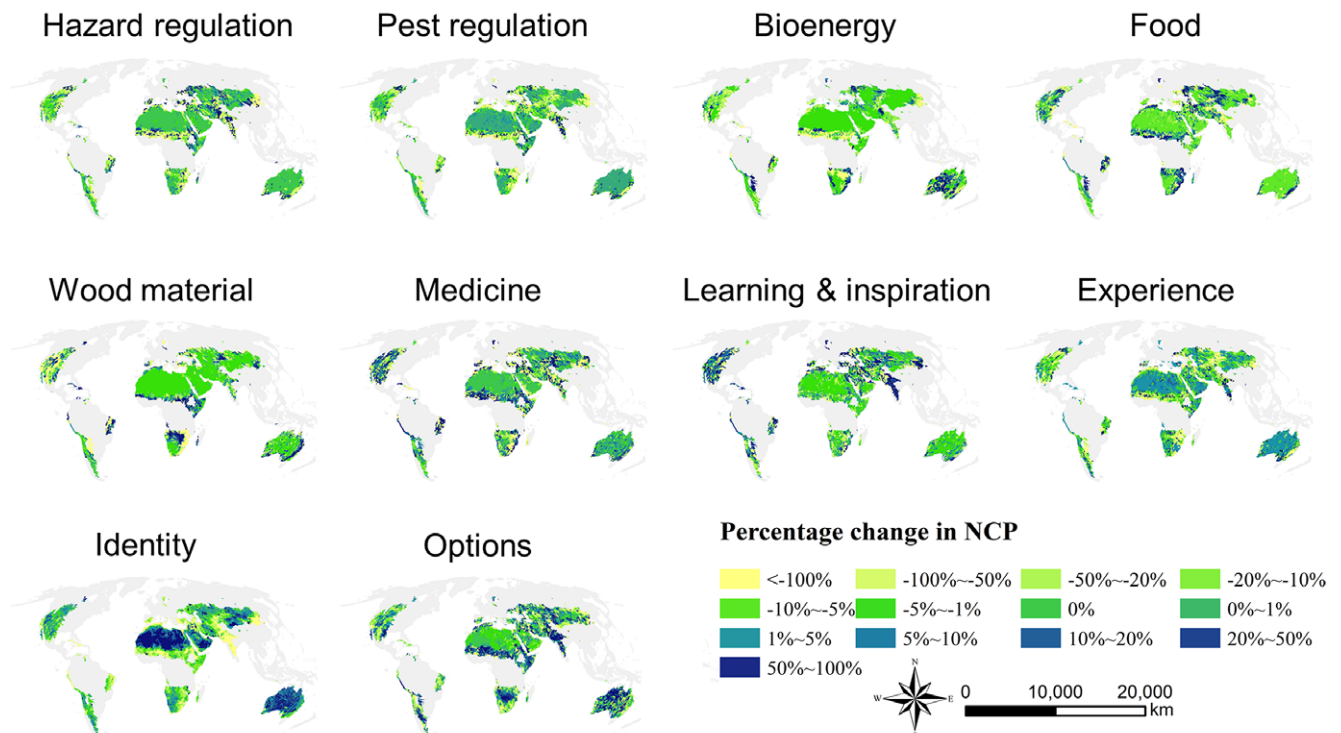 Hazard regulation Pest regulation Bioenergy Food
Wood material Medicine Learning & inspiration Experience
Identity Options
Percentage change in NCP
<-100% -100%~-50% -50%~-20% -20%~-10%
-10%~-5% -5%~-1% 0% 0%~1%
1%~5% 5%~10% 10%~20% 20%~50%
50%~100%
N
W E
S
0 10,000 20,000
km